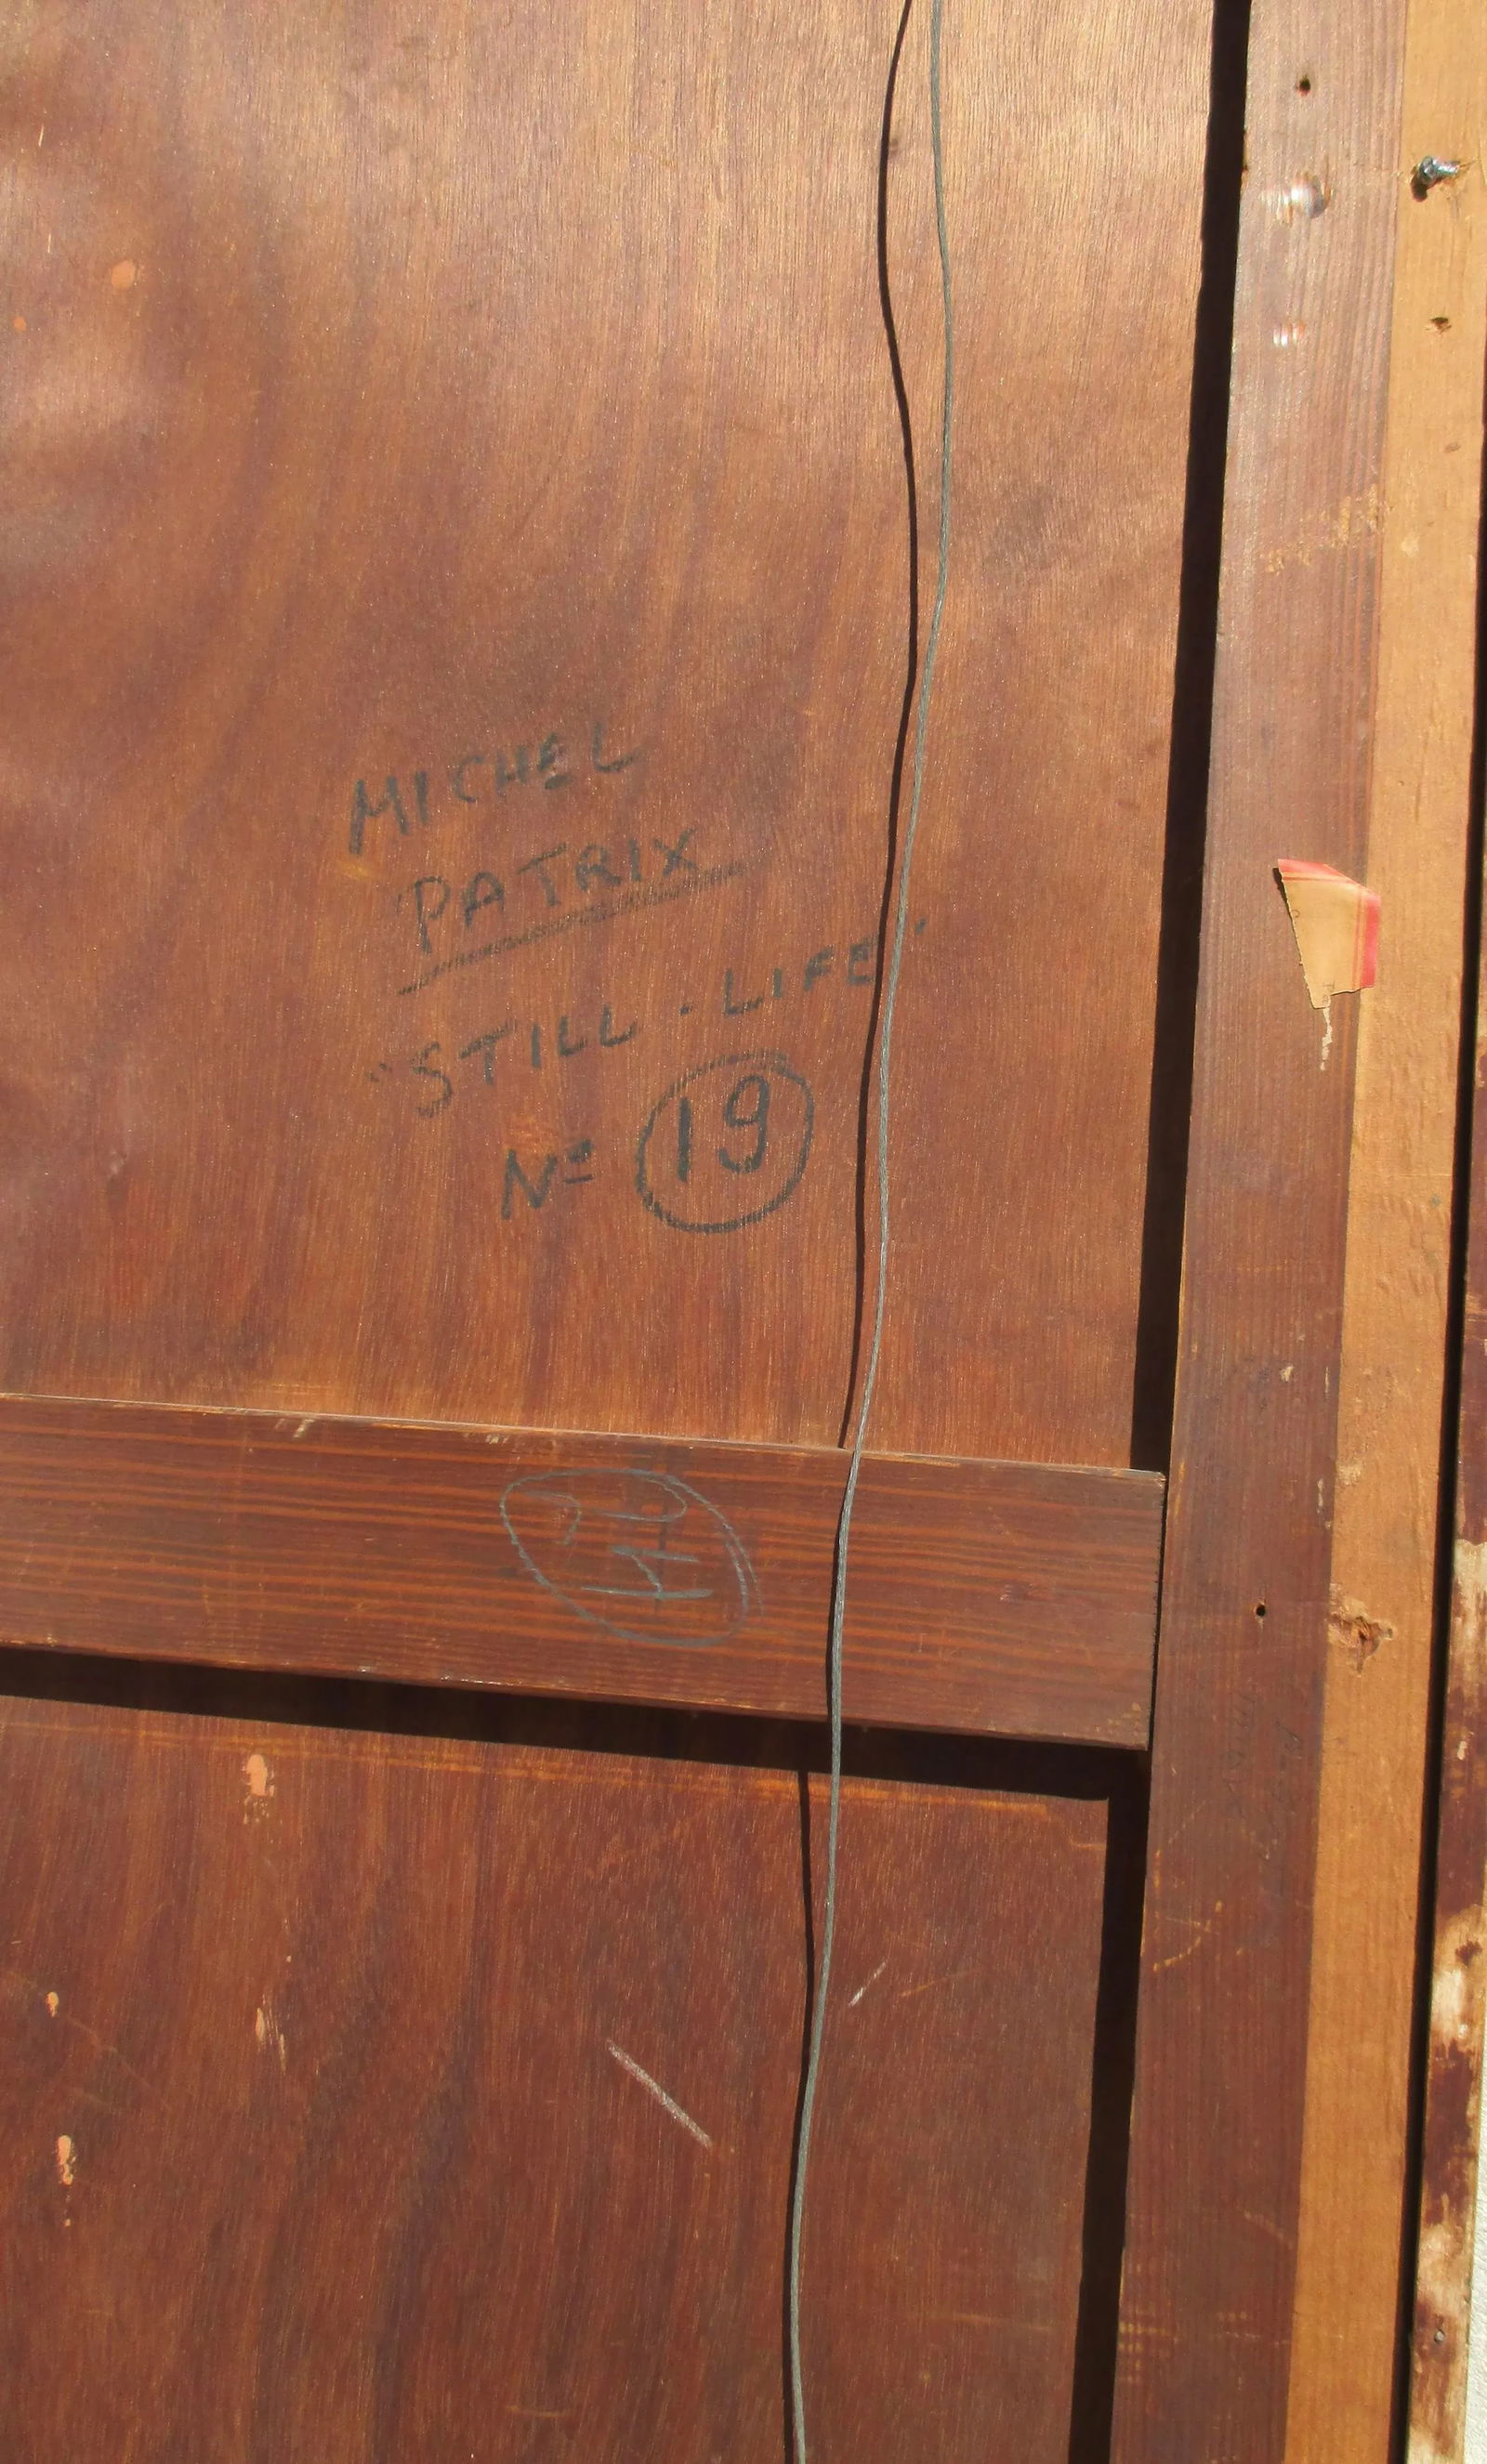 MICHEL
PATRIX
"STILL - LIFE"
Nº 19